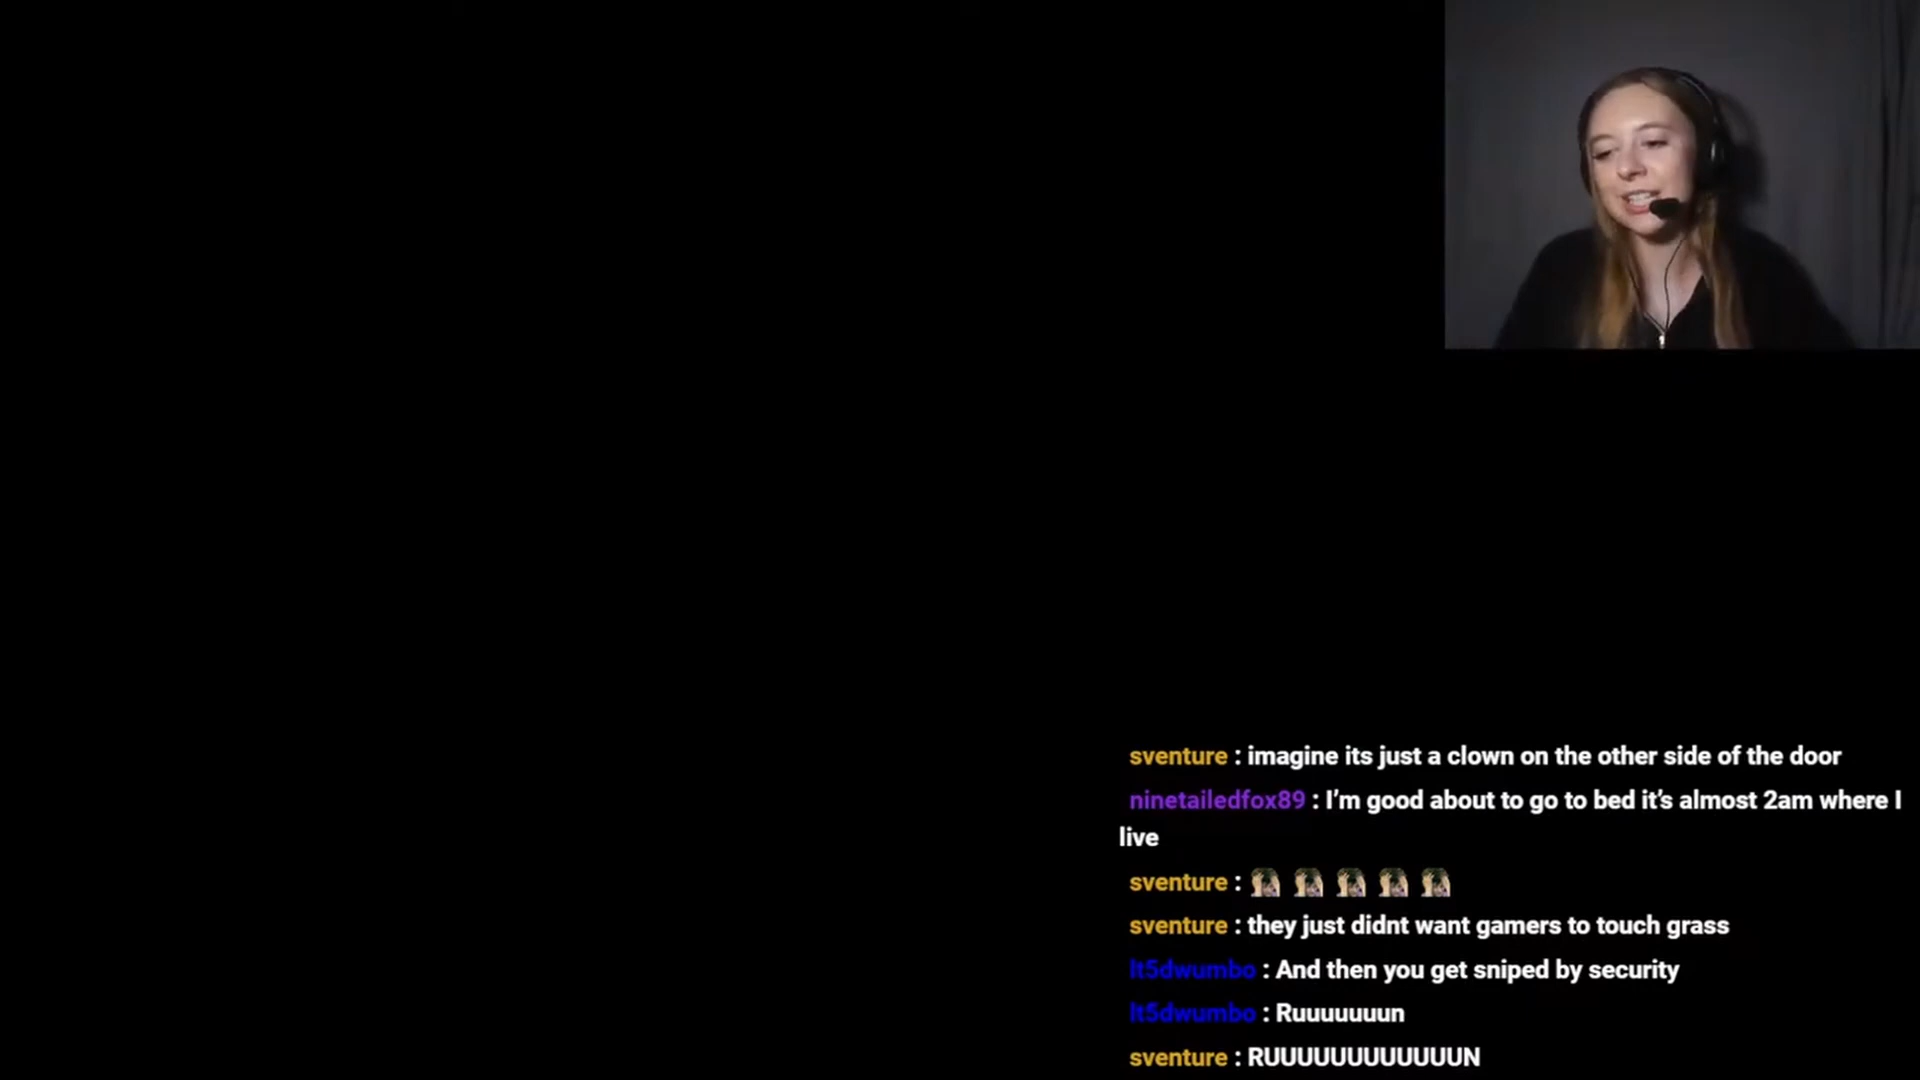 sventure : imagine its just a clown on the other side of the door
ninetailedfox89 : I’m good about to go to bed it’s almost 2am where I
live
sventure :
sventure : they just didnt want gamers to touch grass
lt5dwumbo : And then you get sniped by security
lt5dwumbo : Ruuuuuuun
sventure : RUUUUUUUUUUUUN